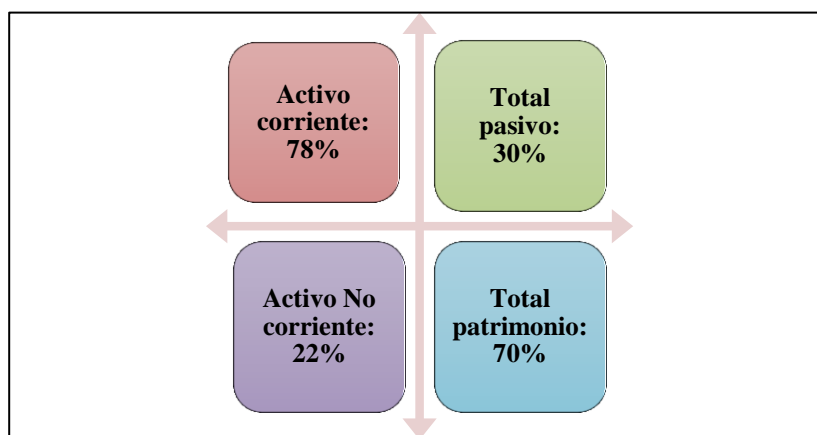 Activo
corriente:
78%
Total
pasivo:
30%
Activo No
corriente:
22%
Total
patrimonio:
70%